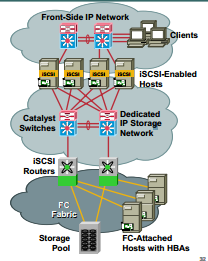 Front-Side IP Network
Clients
iSCSI
iSCSI
iSCSI
iSCSI
iSCSI-Enabled
Hosts
Catalyst
Switches
Dedicated
IP Storage
Network
iSCSI
Routers
FC
Fabric
Storage
Pool
FC-Attached
Hosts with HBAs
32